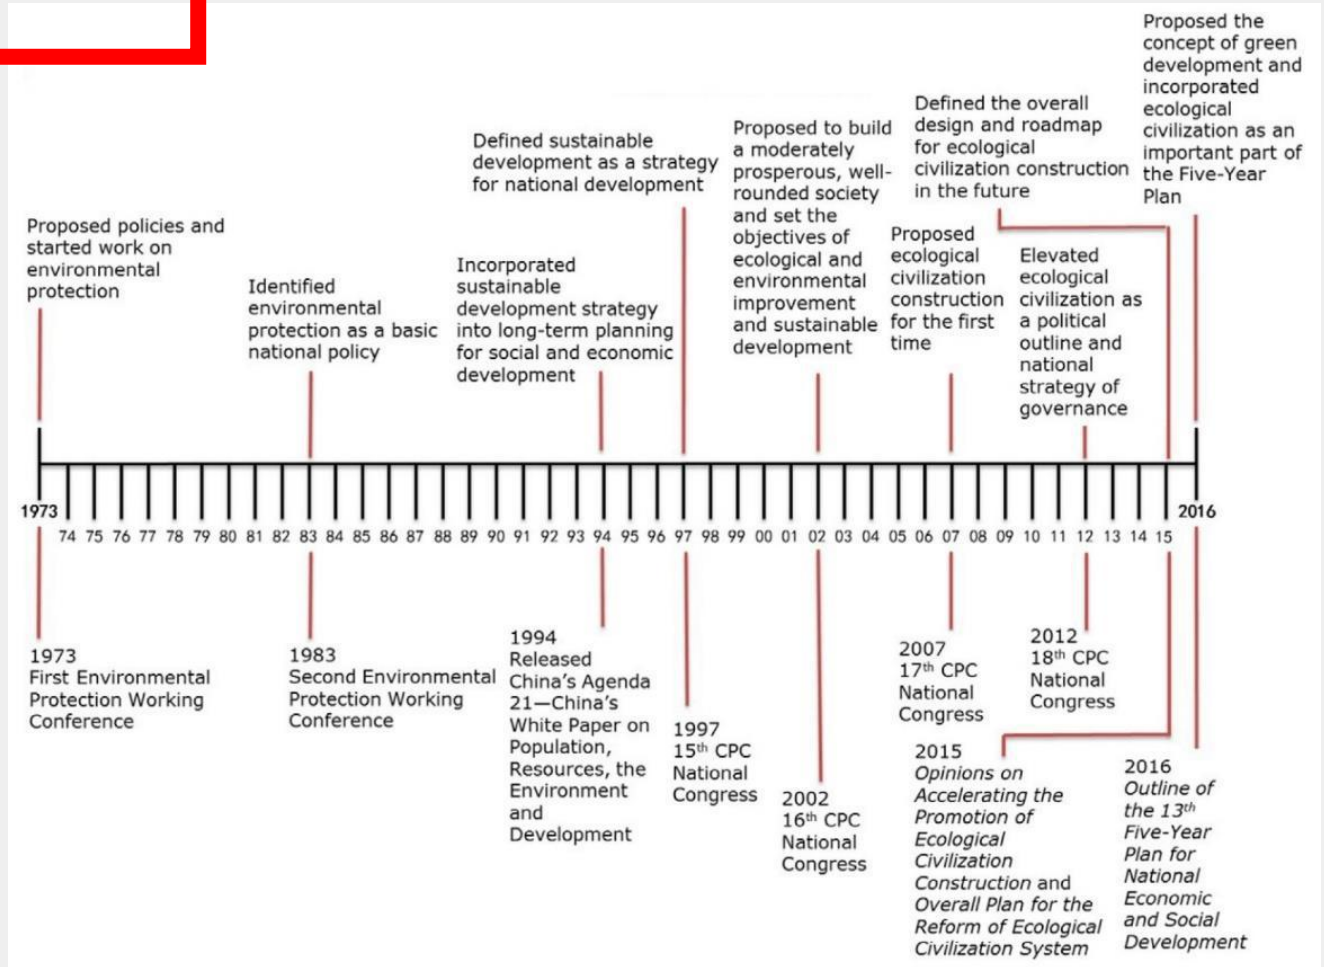 Proposed policies and
started work on
environmental
protection
Identified
environmental
protection as a basic
national policy
Incorporated
sustainable
development strategy
into long-term planning
for social and economic
development
Defined sustainable
development as a strategy
for national development
Proposed to build
a moderately
prosperous, well-
rounded society
and set the
objectives of
ecological and
environmental
improvement
and sustainable
development
Proposed
ecological
civilization
construction
for the first
time
Defined the overall
design and roadmap
for ecological
civilization construction
in the future
Elevated
ecological
civilization as
a political
outline and
national
strategy of
governance
Proposed the
concept of green
development and
incorporated
ecological
civilization as an
important part of
the Five-Year
Plan
1973 74 75 76 77 78 79 80 81 82 83 84 85 86 87 88 89 90 91 92 93 94 95 96 97 98 99 00 01 02 03 04 05 06 07 08 09 10 11 12 13 14 15 2016
1973
First Environmental
Protection Working
Conference
1983
Second Environmental
Protection Working
Conference
1994
Released
China's Agenda
21—China's
White Paper on
Population,
Resources, the
Environment
and
Development
1997
15th CPC
National
Congress
2002
16th CPC
National
Congress
2007
17th CPC
National
Congress
2012
18th CPC
National
Congress
2015
Opinions on
Accelerating the
Promotion of
Ecological
Civilization
Construction and
Overall Plan for the
Reform of Ecological
Civilization System
2016
Outline of
the 13th
Five-Year
Plan for
National
Economic
and Social
Development